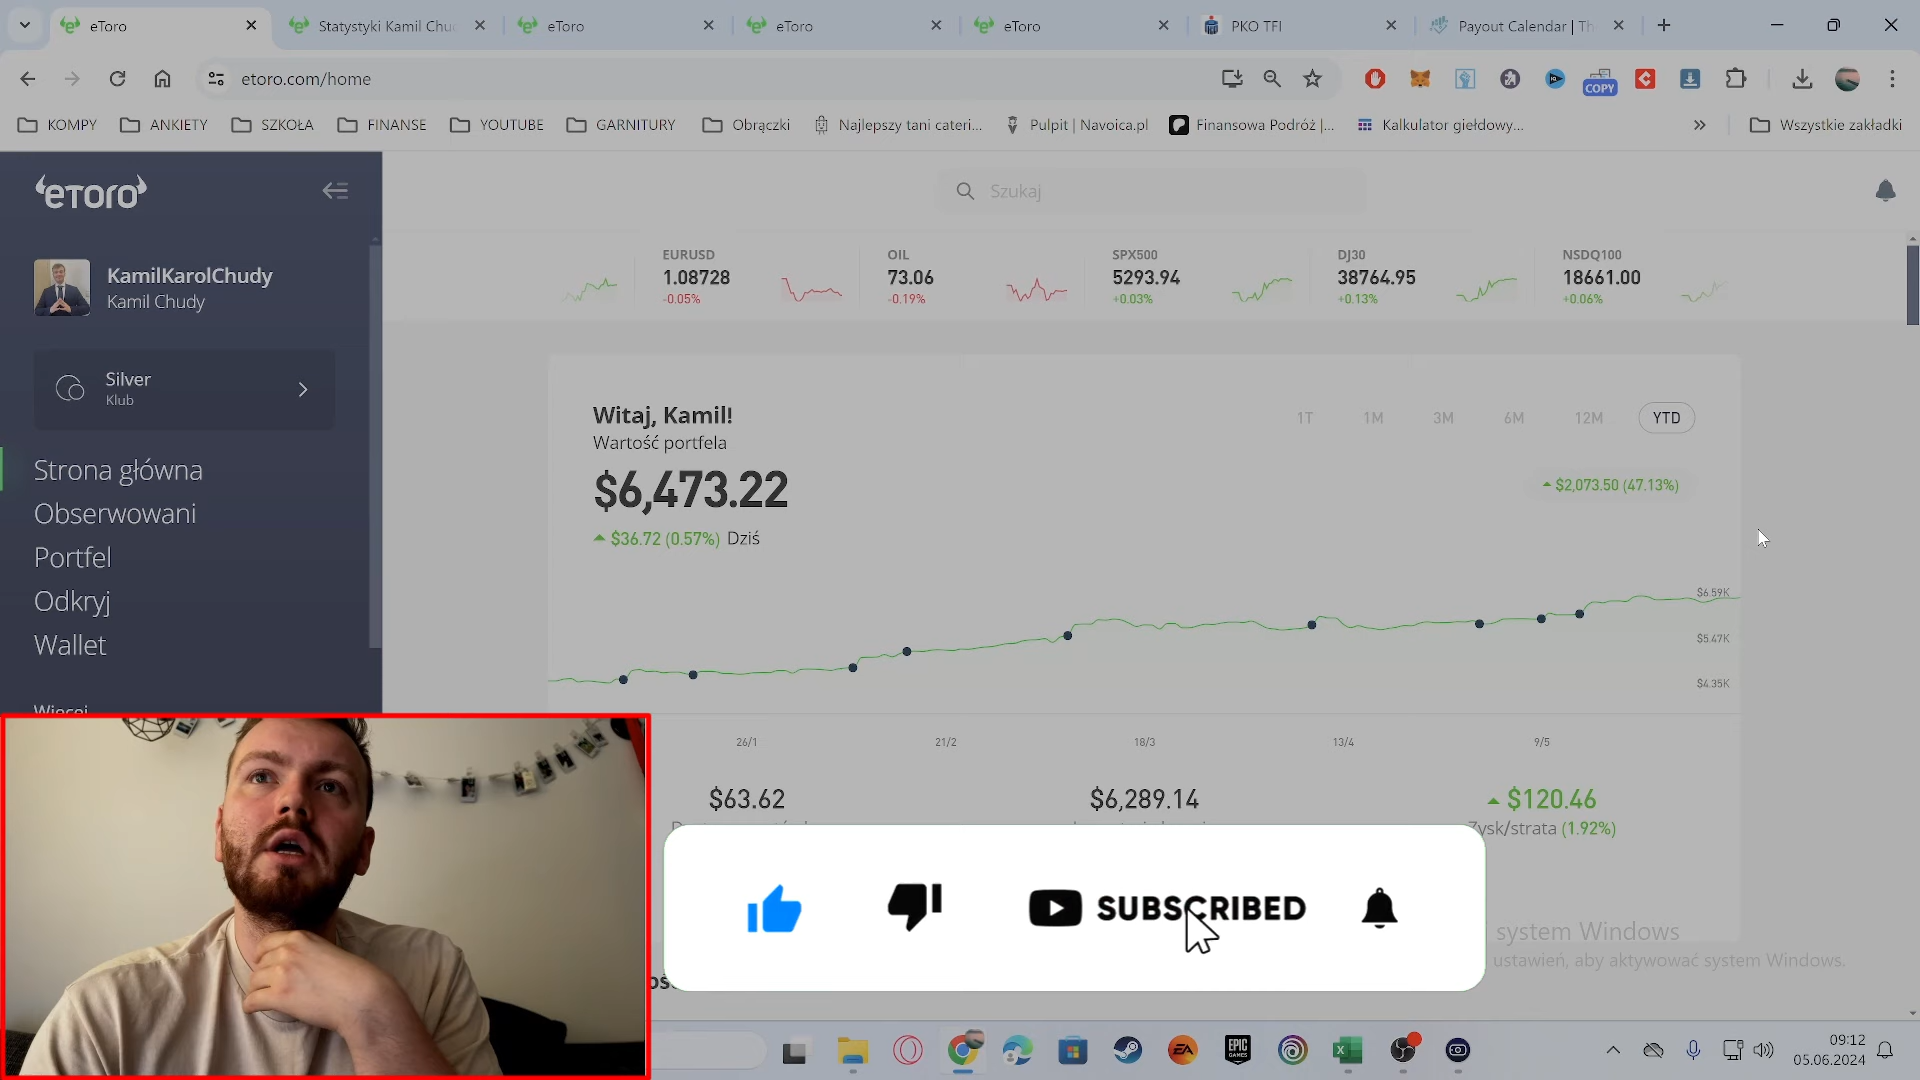 eToro
Statystyki Kamil Chu
eToro
eToro
eToro
PKO TFI
Payout Calendar | Th
etoro.com/home
COPY
KOMPY
ANKIETY
SZKOŁA
FINANSE
YOUTUBE
GARNITURY
Obrączki
Najlepszy tani cateri...
Pulpit | Navoica.pl
Finansowa Podróż |...
Kalkulator giełdowy...
Wszystkie zakładki
eTORO
Szukaj
KamilKarolChudy
Kamil Chudy
EURUSD
1.08728
-0.05%
OIL
73.06
-0.19%
SPX500
5293.94
+0.03%
DJ30
38764.95
+0.13%
NSDQ100
18661.00
+0.06%
Silver
Klub
Witaj, Kamil!
Wartość portfela
$6,473.22
$36.72 (0.57%) Dziś
1T
1M
3M
6M
12M
YTD
$2,073.50 (47.13%)
Strona główna
Obserwowani
Portfel
Odkryj
Wallet
Więcej
$6.59K
$5.47K
$4.35K
26/1
21/2
18/3
13/4
9/5
$63.62
$6,289.14
$120.46
Zysk/strata (1.92%)
SUBSCRIBED
system Windows
ustawień, aby aktywować system Windows.
EA
EPIC
GAMES
09:12
05.06.2024